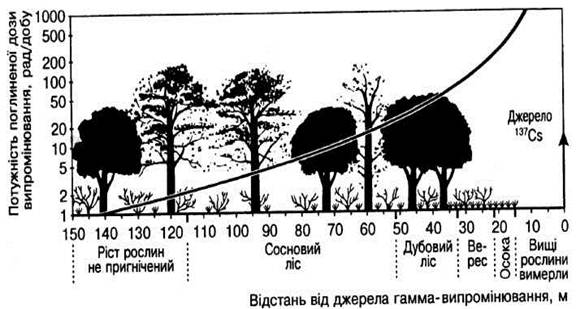 Потужність поглиненої дози
випромінювання, рад/добу
1000
500
200
100
50
20
10
5
2
1
Джерело
¹³⁷Cs
150 140 130 120 110 100 90 80 70 60 50 40 30 20 10 0
Ріст рослин
не пригнічений
Сосновий
ліс
Дубовий
ліс
Ве-
рес
Осока
Вищі
рослини
вимерли
Відстань від джерела гамма-випромінювання, м